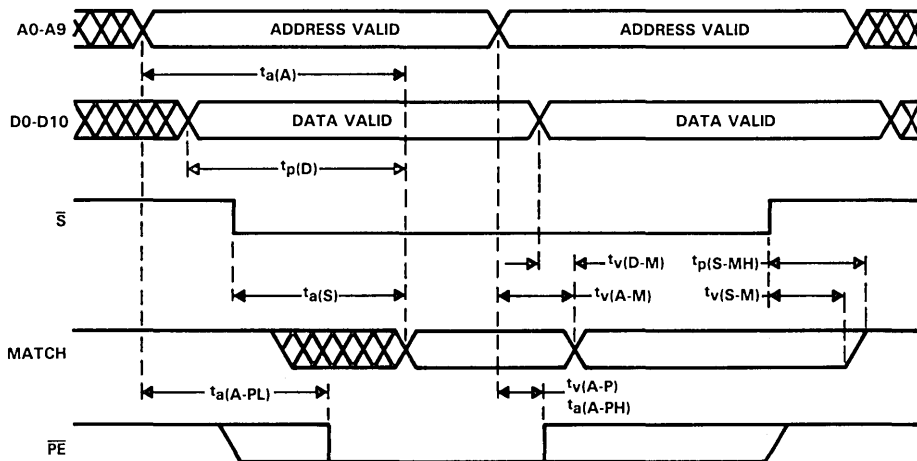 A0-A9 ADDRESS VALID ADDRESS VALID
ta(A)
D0-D10 DATA VALID DATA VALID
tp(D)
S̅
tv(D-M) tp(S-MH)
ta(S) tv(A-M) tv(S-M)
MATCH
ta(A-PL) tv(A-P)
ta(A-PH)
P̅E̅